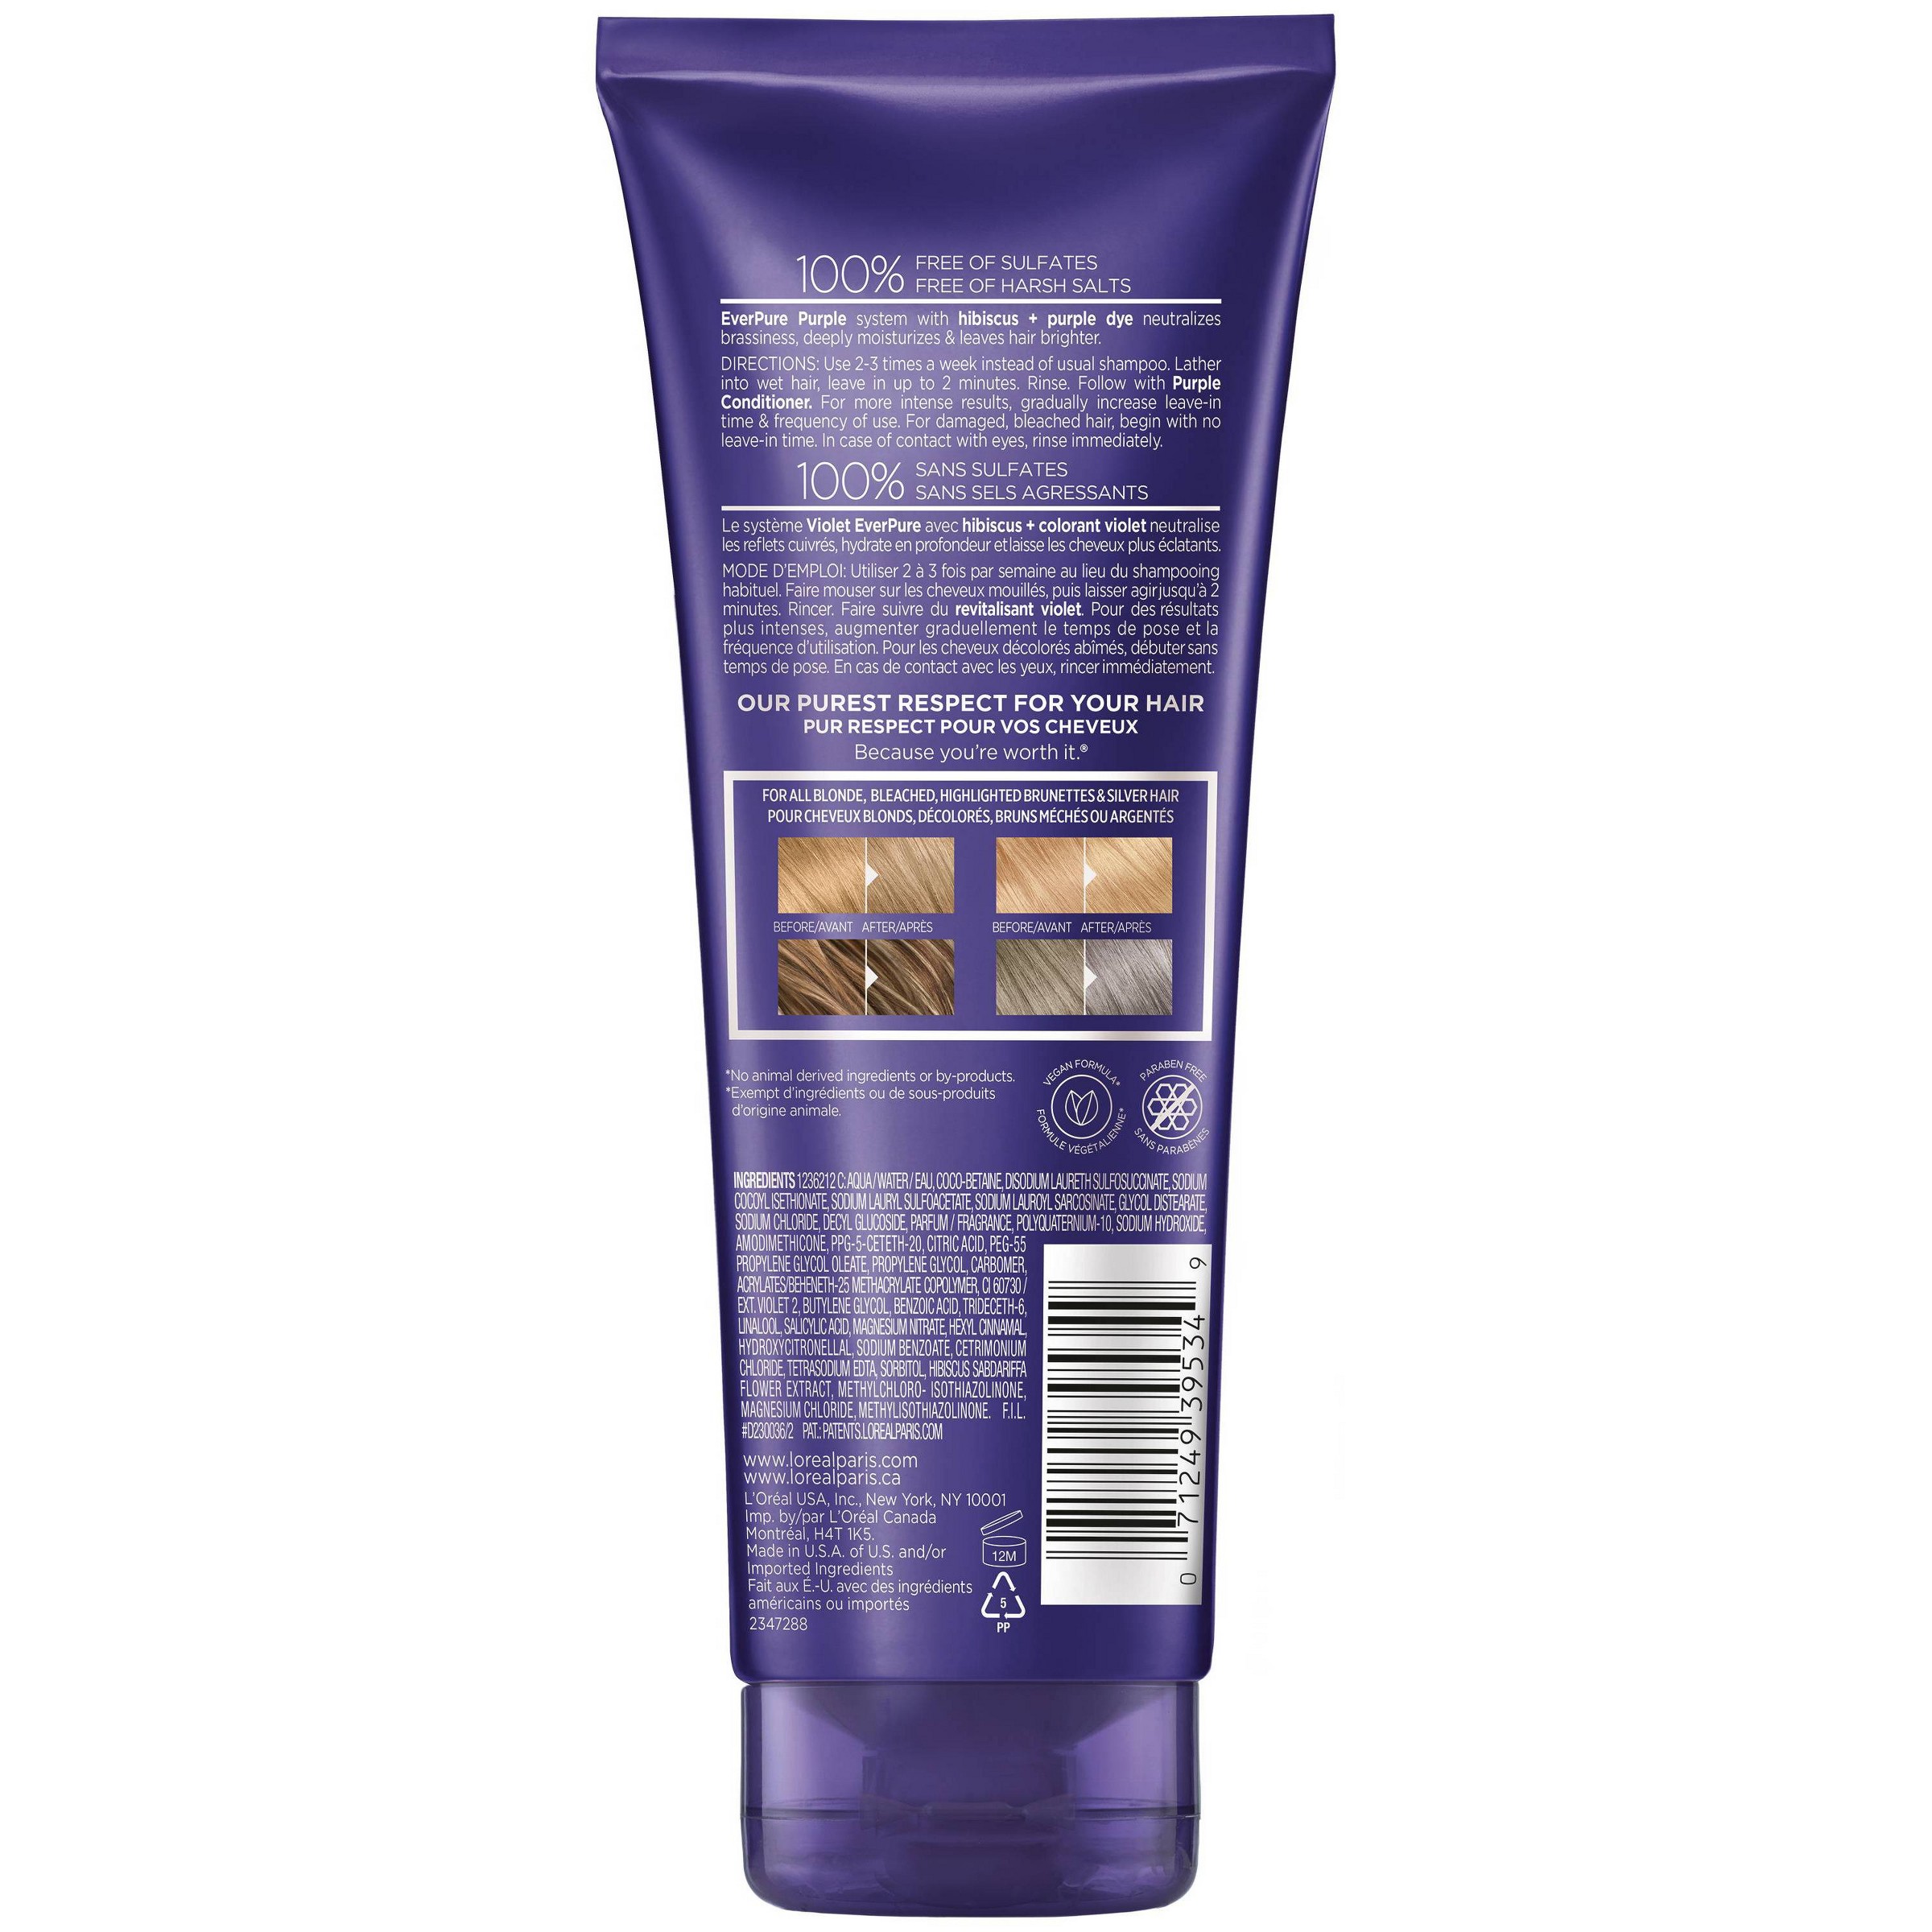 100% FREE OF SULFATES
FREE OF HARSH SALTS
EverPure Purple system with hibiscus + purple dye neutralizes
brassiness, deeply moisturizes & leaves hair brighter.
DIRECTIONS: Use 2-3 times a week instead of usual shampoo. Lather
into wet hair, leave in up to 2 minutes. Rinse. Follow with Purple
Conditioner. For more intense results, gradually increase leave-in
time & frequency of use. For damaged, bleached hair, begin with no
leave-in time. In case of contact with eyes, rinse immediately.
100% SANS SULFATES
SANS SELS AGRESSANTS
Le système Violet EverPure avec hibiscus + colorant violet neutralise
les reflets cuivrés, hydrate en profondeur et laisse les cheveux plus éclatants.
MODE D'EMPLOI: Utiliser 2 à 3 fois par semaine au lieu du shampooing
habituel. Faire mouser sur les cheveux mouillés, puis laisser agir jusqu'à 2
minutes. Rincer. Faire suivre du revitalisant violet. Pour des résultats
plus intenses, augmenter graduellement le temps de pose et la
fréquence d'utilisation. Pour les cheveux décolorés abîmés, débuter sans
temps de pose. En cas de contact avec les yeux, rincer immédiatement.
OUR PUREST RESPECT FOR YOUR HAIR
PUR RESPECT POUR VOS CHEVEUX
Because you're worth it.®
FOR ALL BLONDE, BLEACHED, HIGHLIGHTED BRUNETTES & SILVER HAIR
POUR CHEVEUX BLONDS, DÉCOLORÉS, BRUNS MÉCHÉS OU ARGENTÉS
BEFORE/AVANT AFTER/APRÈS BEFORE/AVANT AFTER/APRÈS
*No animal derived ingredients or by-products.
*Exempt d'ingrédients ou de sous-produits
d'origine animale.
VEGAN FORMULA*
FORMULE VÉGÉTALIENNE*
PARABEN FREE
SANS PARABÈNES
INGREDIENTS 1236212 C: AQUA / WATER / EAU, COCO-BETAINE, DISODIUM LAURETH SULFOSUCCINATE, SODIUM
COCOYL ISETHIONATE, SODIUM LAURYL SULFOACETATE, SODIUM LAUROYL SARCOSINATE, GLYCOL DISTEARATE,
SODIUM CHLORIDE, DECYL GLUCOSIDE, PARFUM / FRAGRANCE, POLYQUATERNIUM-10, SODIUM HYDROXIDE,
AMODIMETHICONE, PPG-5-CETETH-20, CITRIC ACID, PEG-55
PROPYLENE GLYCOL OLEATE, PROPYLENE GLYCOL, CARBOMER,
ACRYLATES/BEHENETH-25 METHACRYLATE COPOLYMER, CI 60730 /
EXT. VIOLET 2, BUTYLENE GLYCOL, BENZOIC ACID, TRIDECETH-6,
LINALOOL, SALICYLIC ACID, MAGNESIUM NITRATE, HEXYL CINNAMAL,
HYDROXYCITRONELLAL, SODIUM BENZOATE, CETRIMONIUM
CHLORIDE, TETRASODIUM EDTA, SORBITOL, HIBISCUS SABDARIFFA
FLOWER EXTRACT, METHYLCHLORO- ISOTHIAZOLINONE,
MAGNESIUM CHLORIDE, METHYLISOTHIAZOLINONE. F.I.L.
#D230036/2 PAT.: PATENTS.LOREALPARIS.COM
www.lorealparis.com
www.lorealparis.ca
L'Oréal USA, Inc., New York, NY 10001
Imp. by/par L'Oréal Canada
Montréal, H4T 1K5.
Made in U.S.A. of U.S. and/or
Imported Ingredients
Fait aux É.-U. avec des ingrédients
américains ou importés
2347288
12M
5
PP
0 71249 39534 9